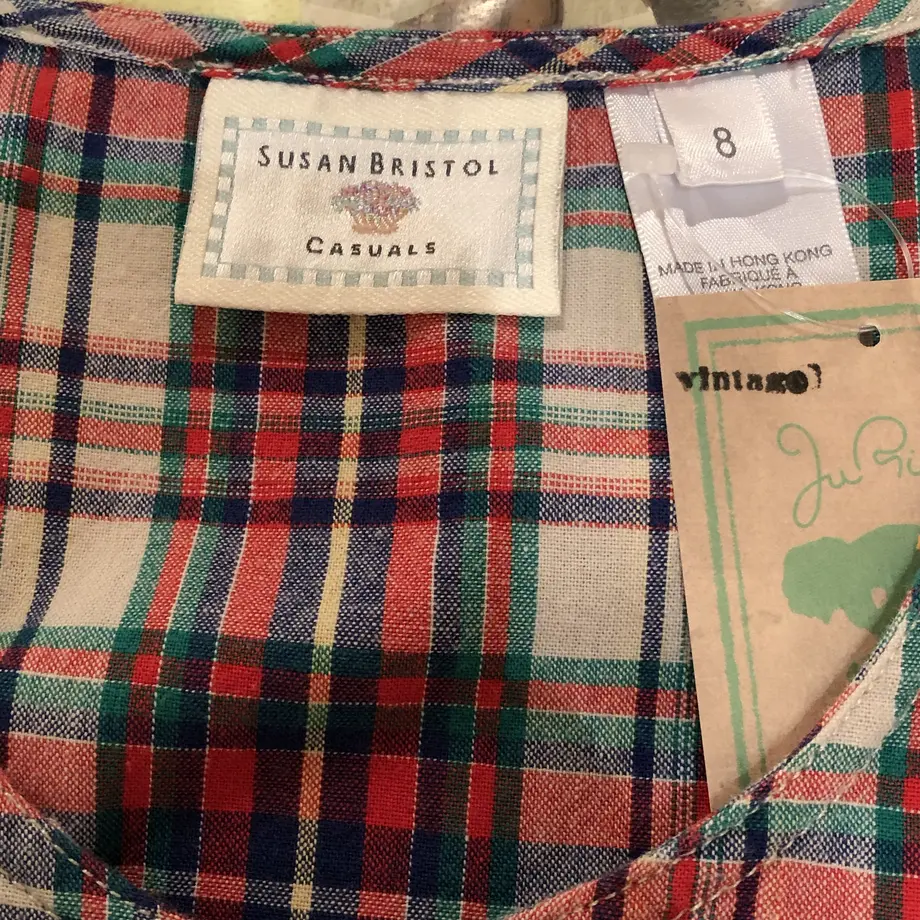 SUSAN BRISTOL
CASUALS
8
MADE IN HONG KONG
FABRIQUÉ À
vintage